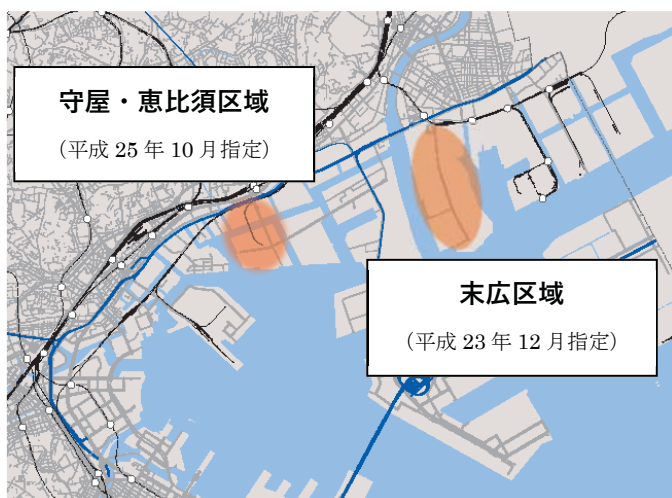 守屋・恵比須区域
（平成 25 年 10 月指定）
末広区域
（平成 23 年 12 月指定）